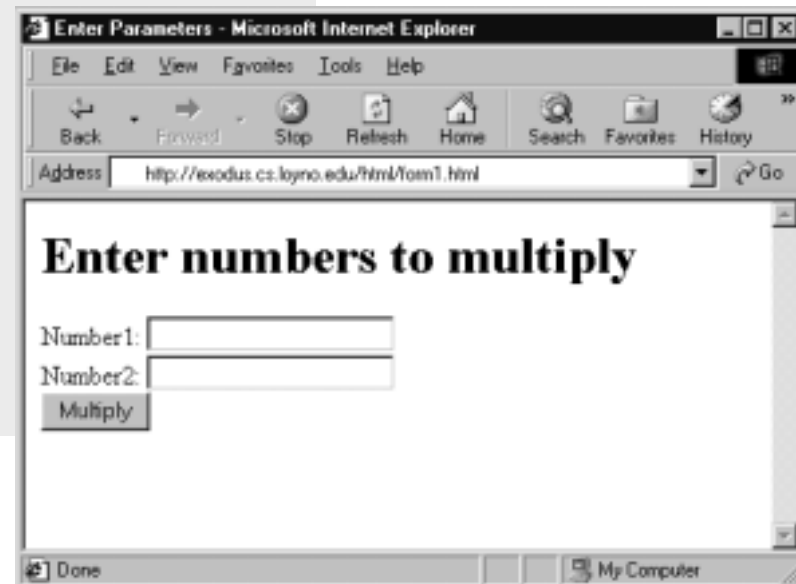 Enter Parameters - Microsoft Internet Explorer
File Edit View Favorites Tools Help
Back Forward Stop Refresh Home Search Favorites History »
Address http://exodus.cs.loyno.edu/html/form1.html Go
Enter numbers to multiply
Number1:
Number2:
Multiply
Done My Computer